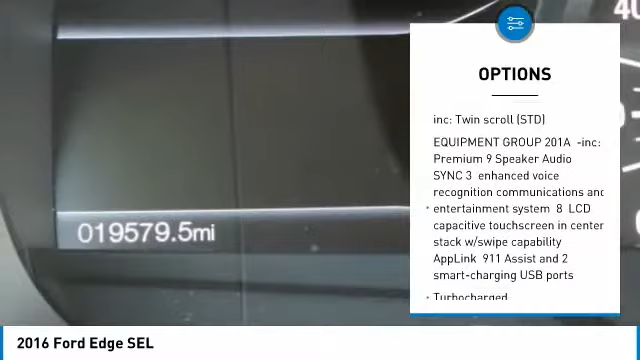 40
OPTIONS
inc: Twin scroll (STD)
EQUIPMENT GROUP 201A -inc:
Premium 9 Speaker Audio
SYNC 3 enhanced voice
recognition communications and
entertainment system 8 LCD
capacitive touchscreen in center
stack w/swipe capability
AppLink 911 Assist and 2
smart-charging USB ports
Turbocharged
019579.5mi
2016 Ford Edge SEL